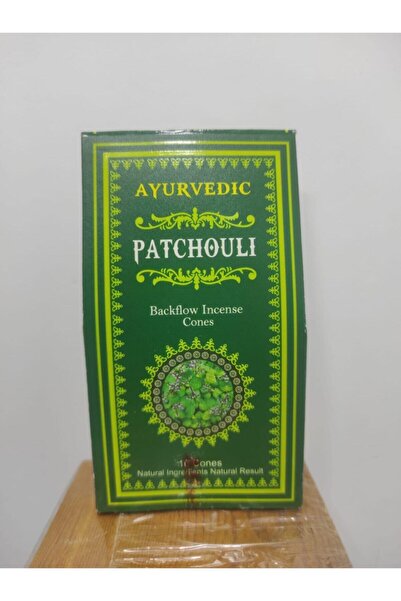 AYURVEDIC
PATCHOULI
Backflow Incense
Cones
Cones
Natural Ingredients Natural Result